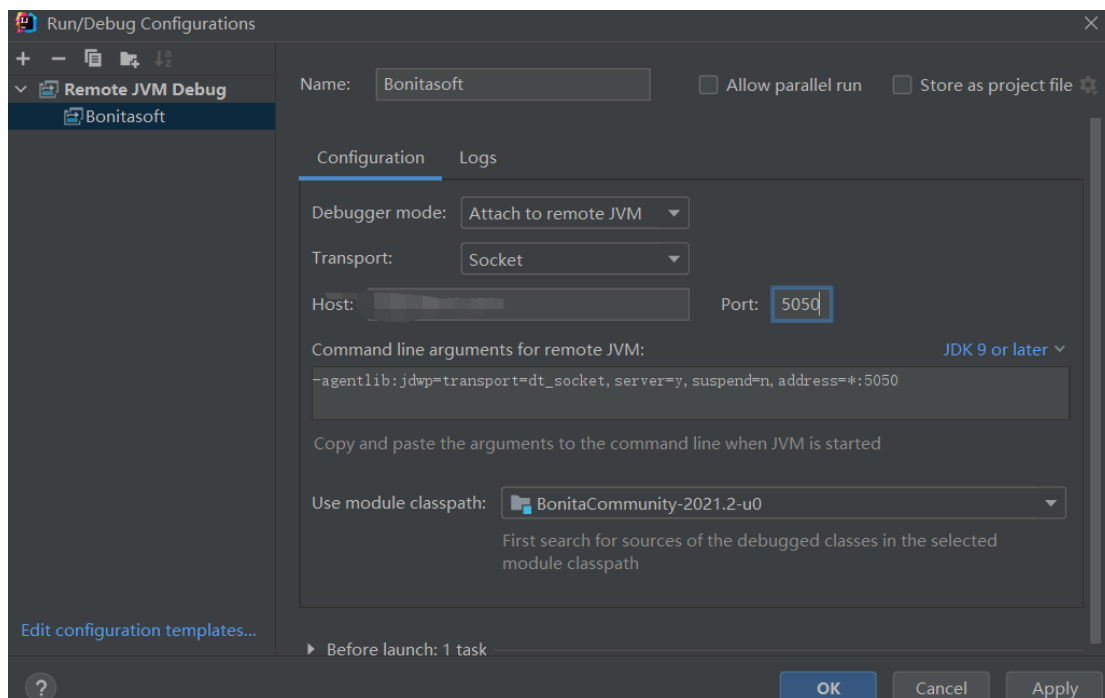 Run/Debug Configurations
Remote JVM Debug
Bonitasoft
Edit configuration templates...
Name: Bonitasoft
Allow parallel run
Store as project file
Configuration Logs
Debugger mode: Attach to remote JVM
Transport: Socket
Host: Port: 5050
Command line arguments for remote JVM: JDK 9 or later
-agentlib:jdwp=transport=dt_socket,server=y,suspend=n,address=*:5050
Copy and paste the arguments to the command line when JVM is started
Use module classpath: BonitaCommunity-2021.2-u0
First search for sources of the debugged classes in the selected
module classpath
Before launch: 1 task
? OK Cancel Apply